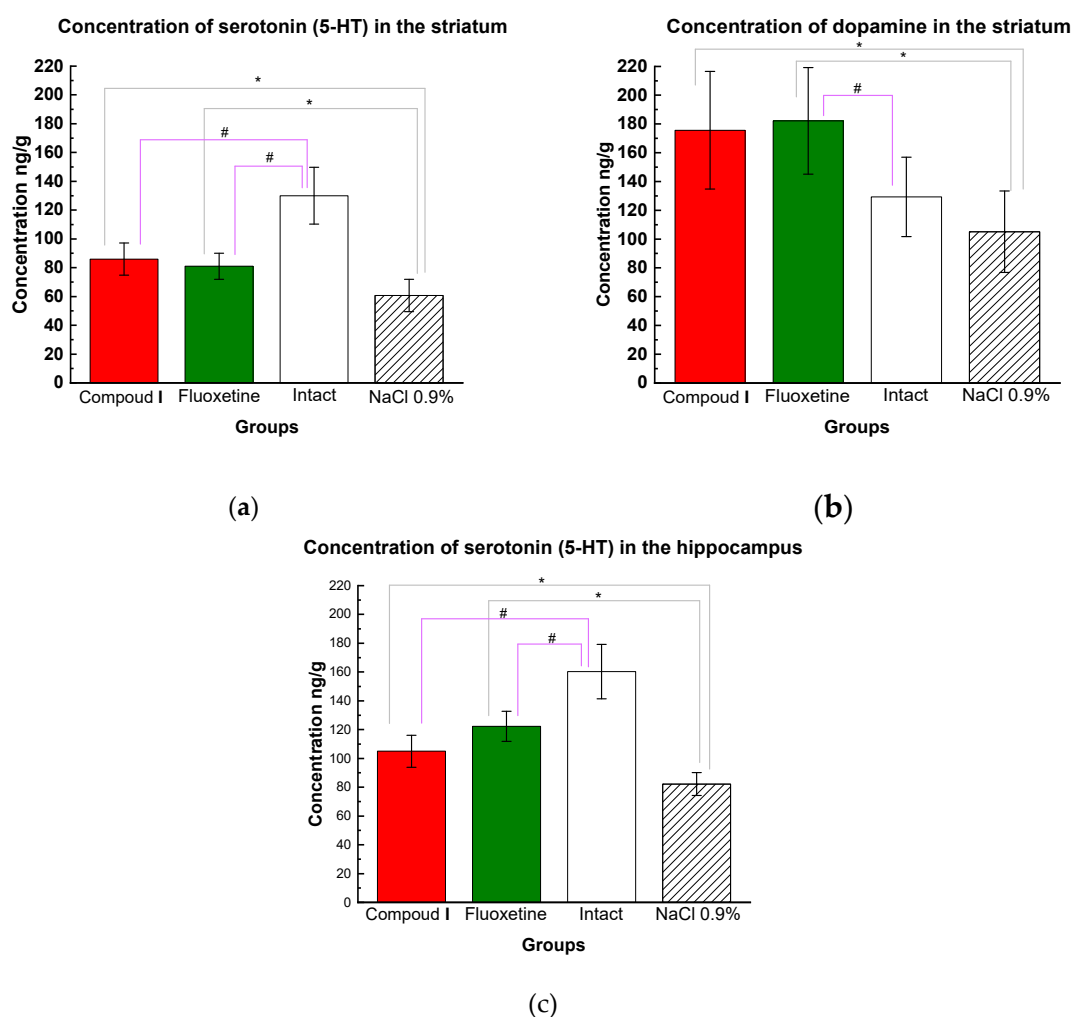 (a)
(b)
Concentration of serotonin (5-HT) in the striatum
*
*
#
#
220
200
180
160
140
120
100
80
60
40
20
0
Concentration ng/g
Compoud I
Fluoxetine
Intact
NaCl 0.9%
Groups
Concentration of dopamine in the striatum
*
*
#
220
200
180
160
140
120
100
80
60
40
20
0
Concentration ng/g
Compoud I
Fluoxetine
Intact
NaCl 0.9%
Groups
(a)
(b)
Concentration of serotonin (5-HT) in the hippocampus
*
*
#
#
220
200
180
160
140
120
100
80
60
40
20
0
Concentration ng/g
Compoud I
Fluoxetine
Intact
NaCl 0.9%
Groups
(c)